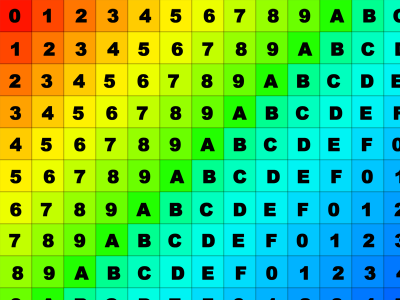 0 1 2 3 4 5 6 7 8 9 A B
1 2 3 4 5 6 7 8 9 A B C
2 3 4 5 6 7 8 9 A B C D
3 4 5 6 7 8 9 A B C D E F
4 5 6 7 8 9 A B C D E F
5 6 7 8 9 A B C D E F 0 1
6 7 8 9 A B C D E F 0 1 2
7 8 9 A B C D E F 0 1 2 3
8 9 A B C D E F 0 1 2 3